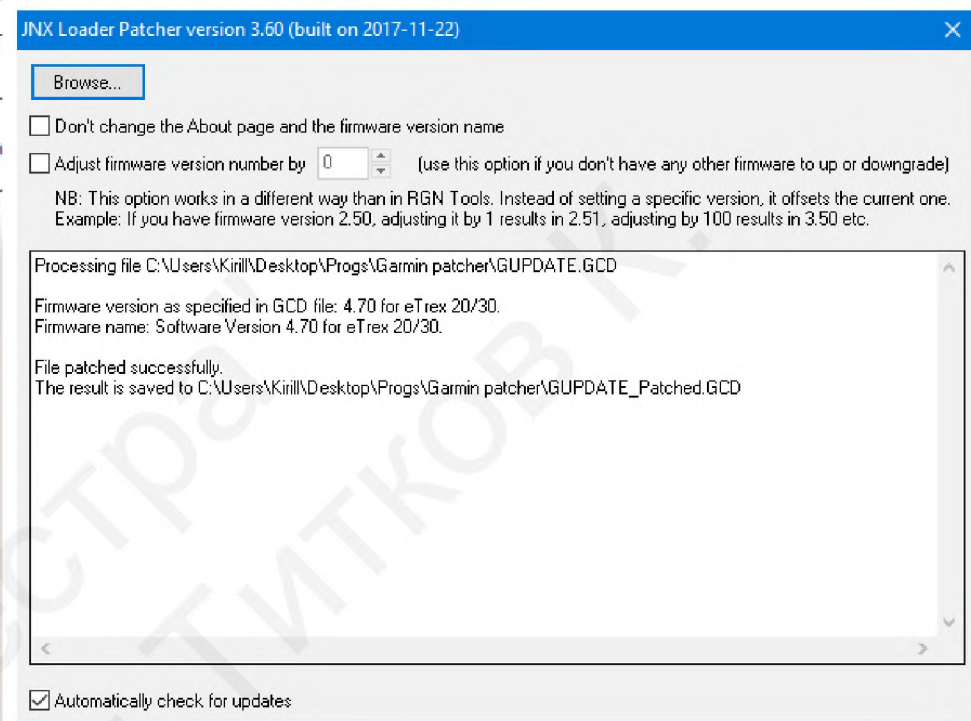 JNX Loader Patcher version 3.60 (built on 2017-11-22)
Browse...
Don't change the About page and the firmware version name
Adjust firmware version number by 0 (use this option if you don't have any other firmware to up or downgrade)
NB: This option works in a different way than in RGN Tools. Instead of setting a specific version, it offsets the current one.
Example: If you have firmware version 2.50, adjusting it by 1 results in 2.51, adjusting by 100 results in 3.50 etc.
Processing file C:\Users\Kirill\Desktop\Progs\Garmin patcher\GUPDATE.GCD
Firmware version as specified in GCD file: 4.70 for eTrex 20/30.
Firmware name: Software Version 4.70 for eTrex 20/30.
File patched successfully.
The result is saved to C:\Users\Kirill\Desktop\Progs\Garmin patcher\GUPDATE_Patched.GCD
Automatically check for updates
Титков К.